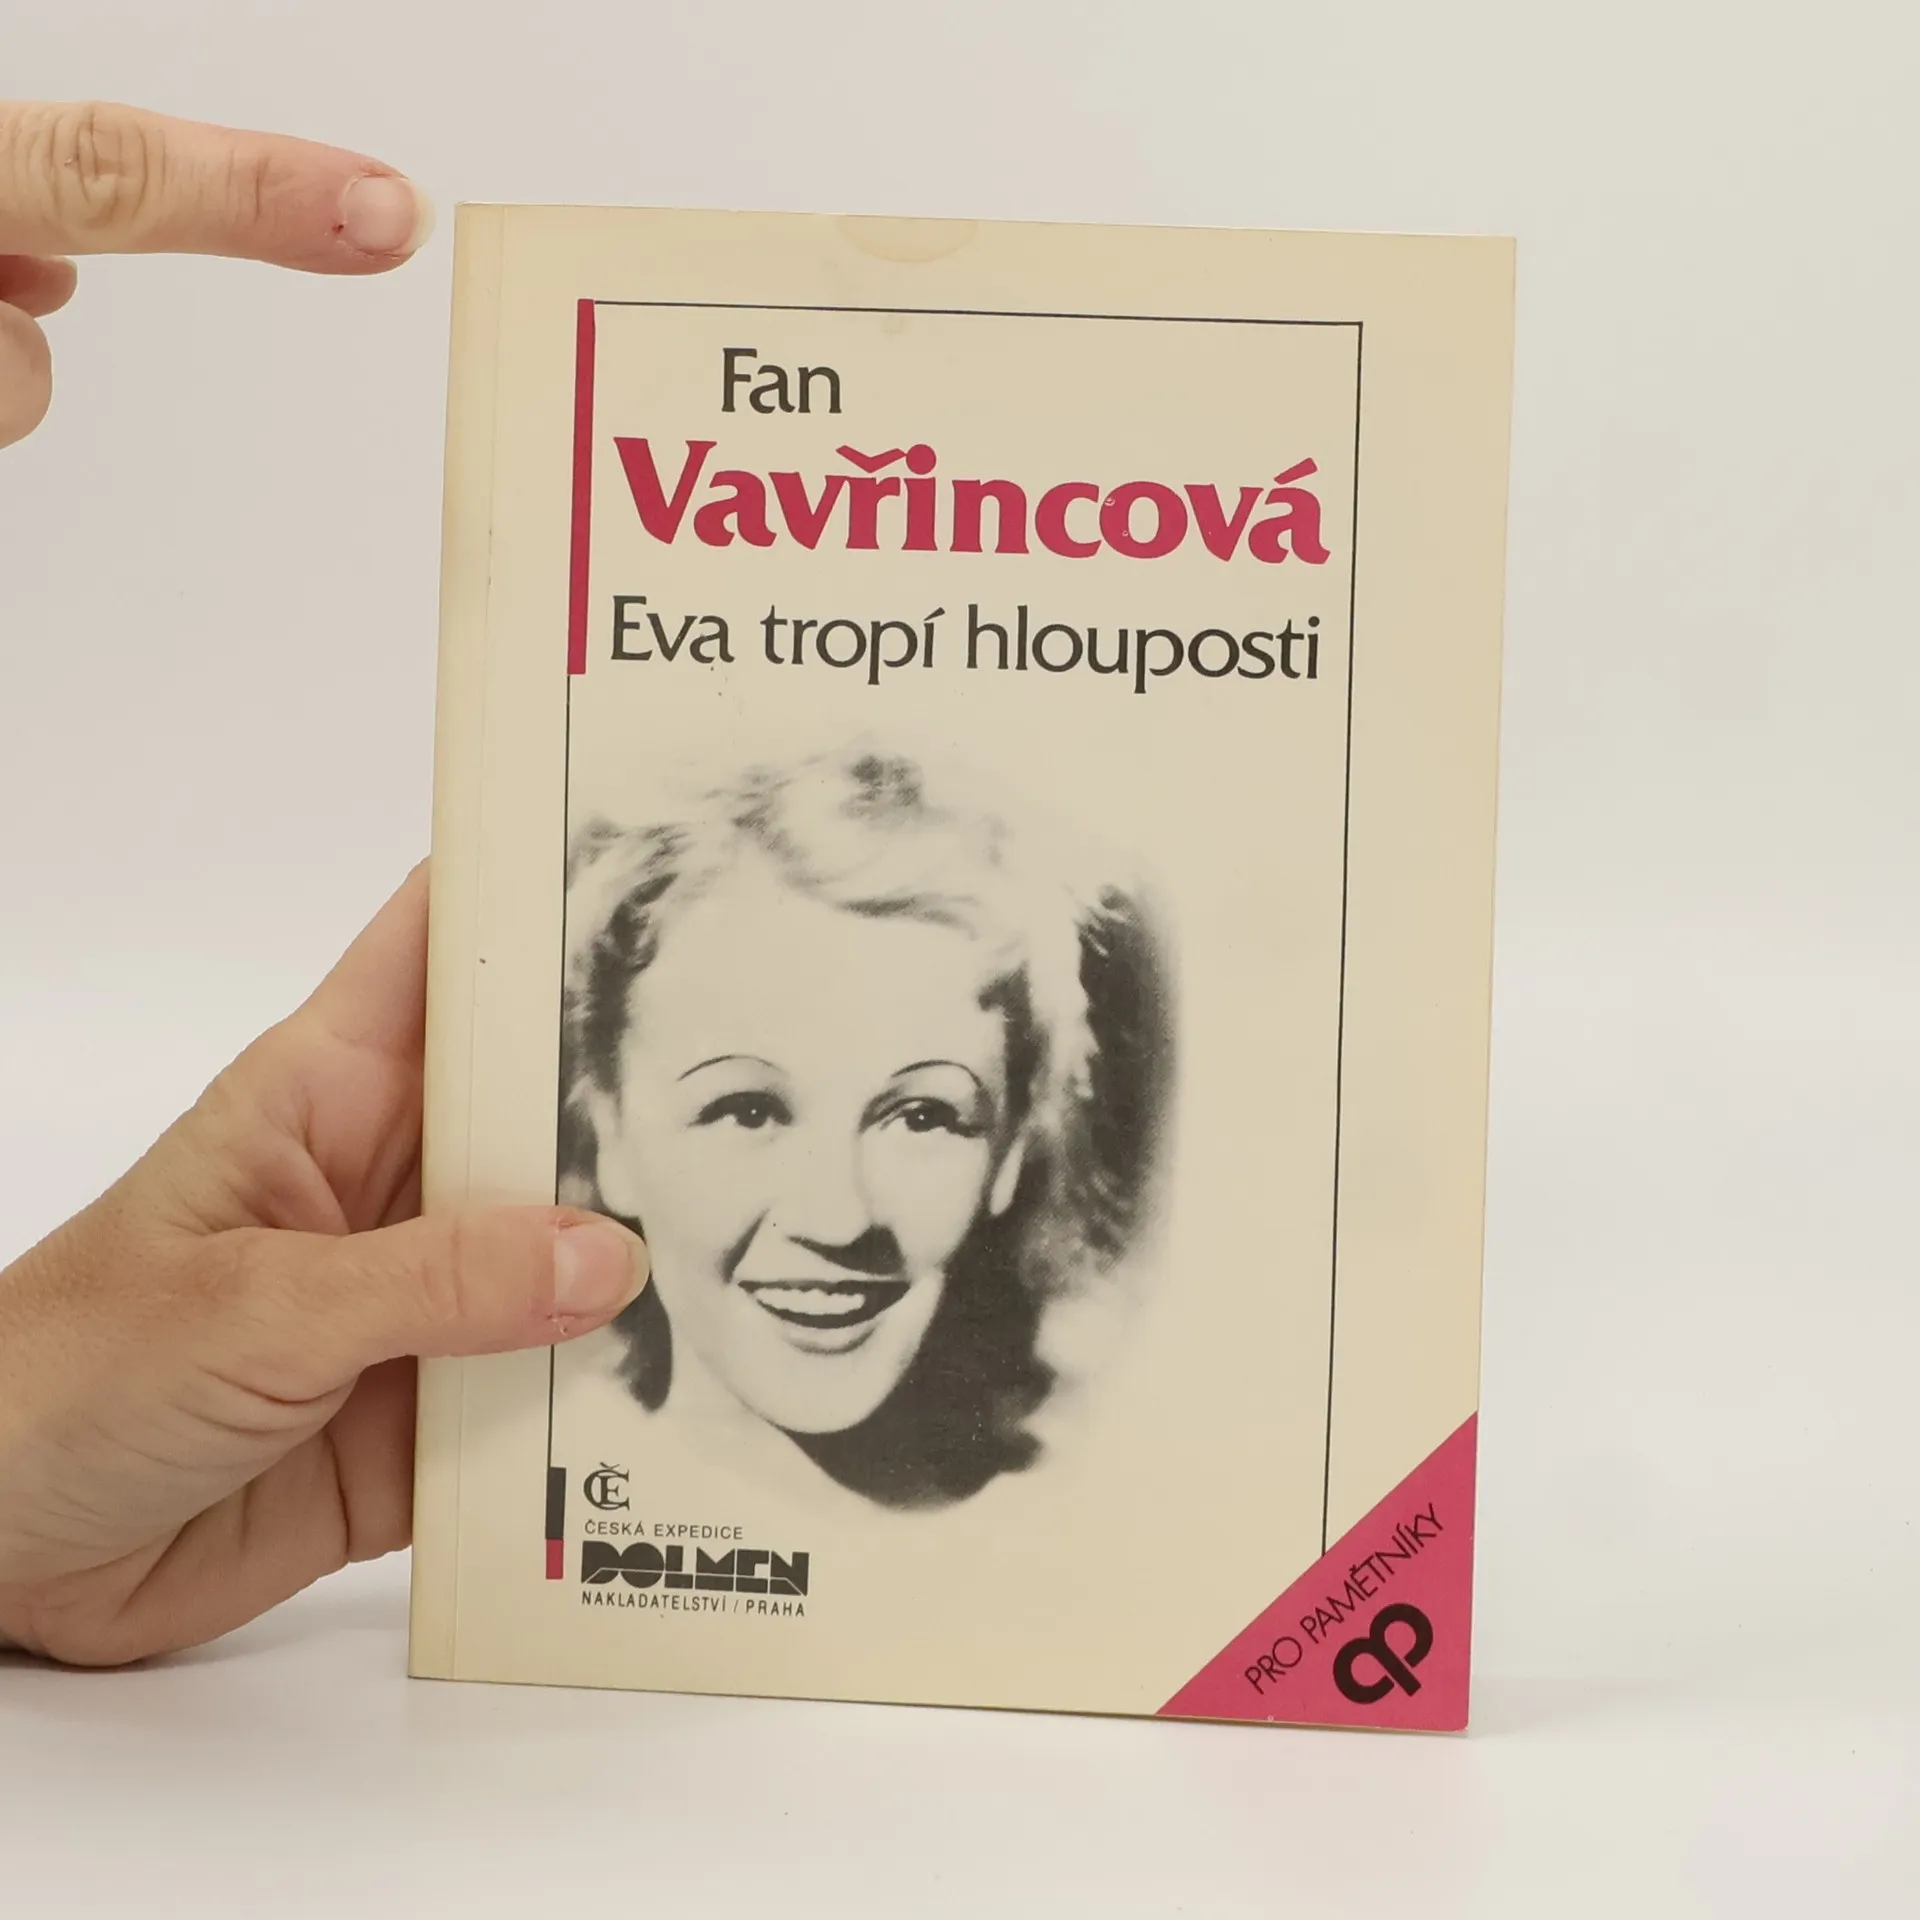 Fan
Vavřincová
Eva tropí hlouposti
ČE
ČESKÁ EXPEDICE
DOLMEN
NAKLADATELSTVÍ / PRAHA
PRO PAMĚTNÍKY